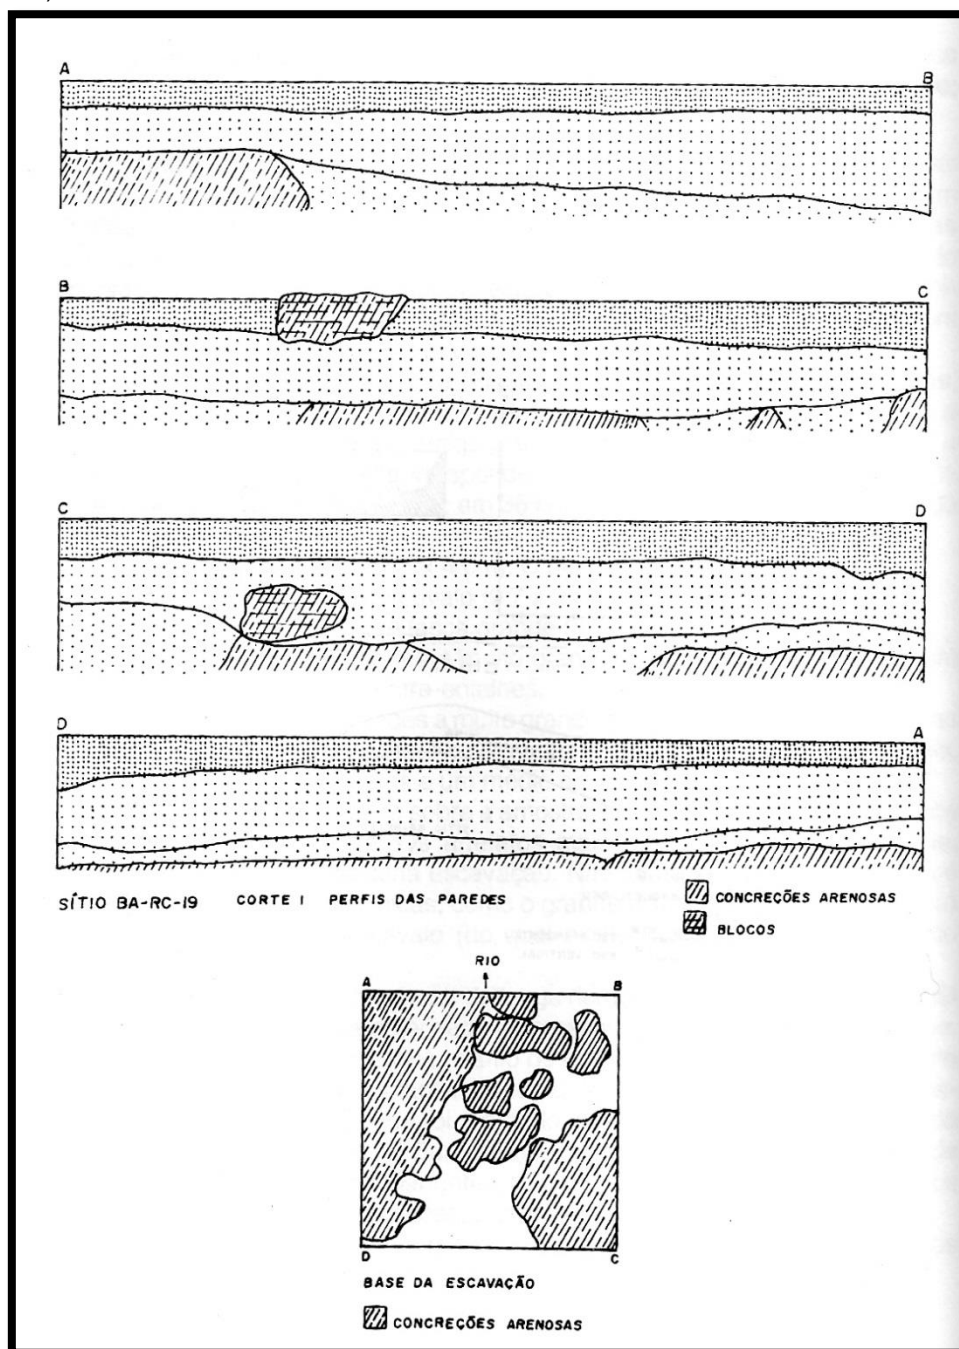 A B
B C
C D
D A
SÍTIO BA-RC-19 CORTE I PERFIS DAS PAREDES
CONCREÇÕES ARENOSAS
BLOCOS
RIO
A B
D C
BASE DA ESCAVAÇÃO
CONCREÇÕES ARENOSAS